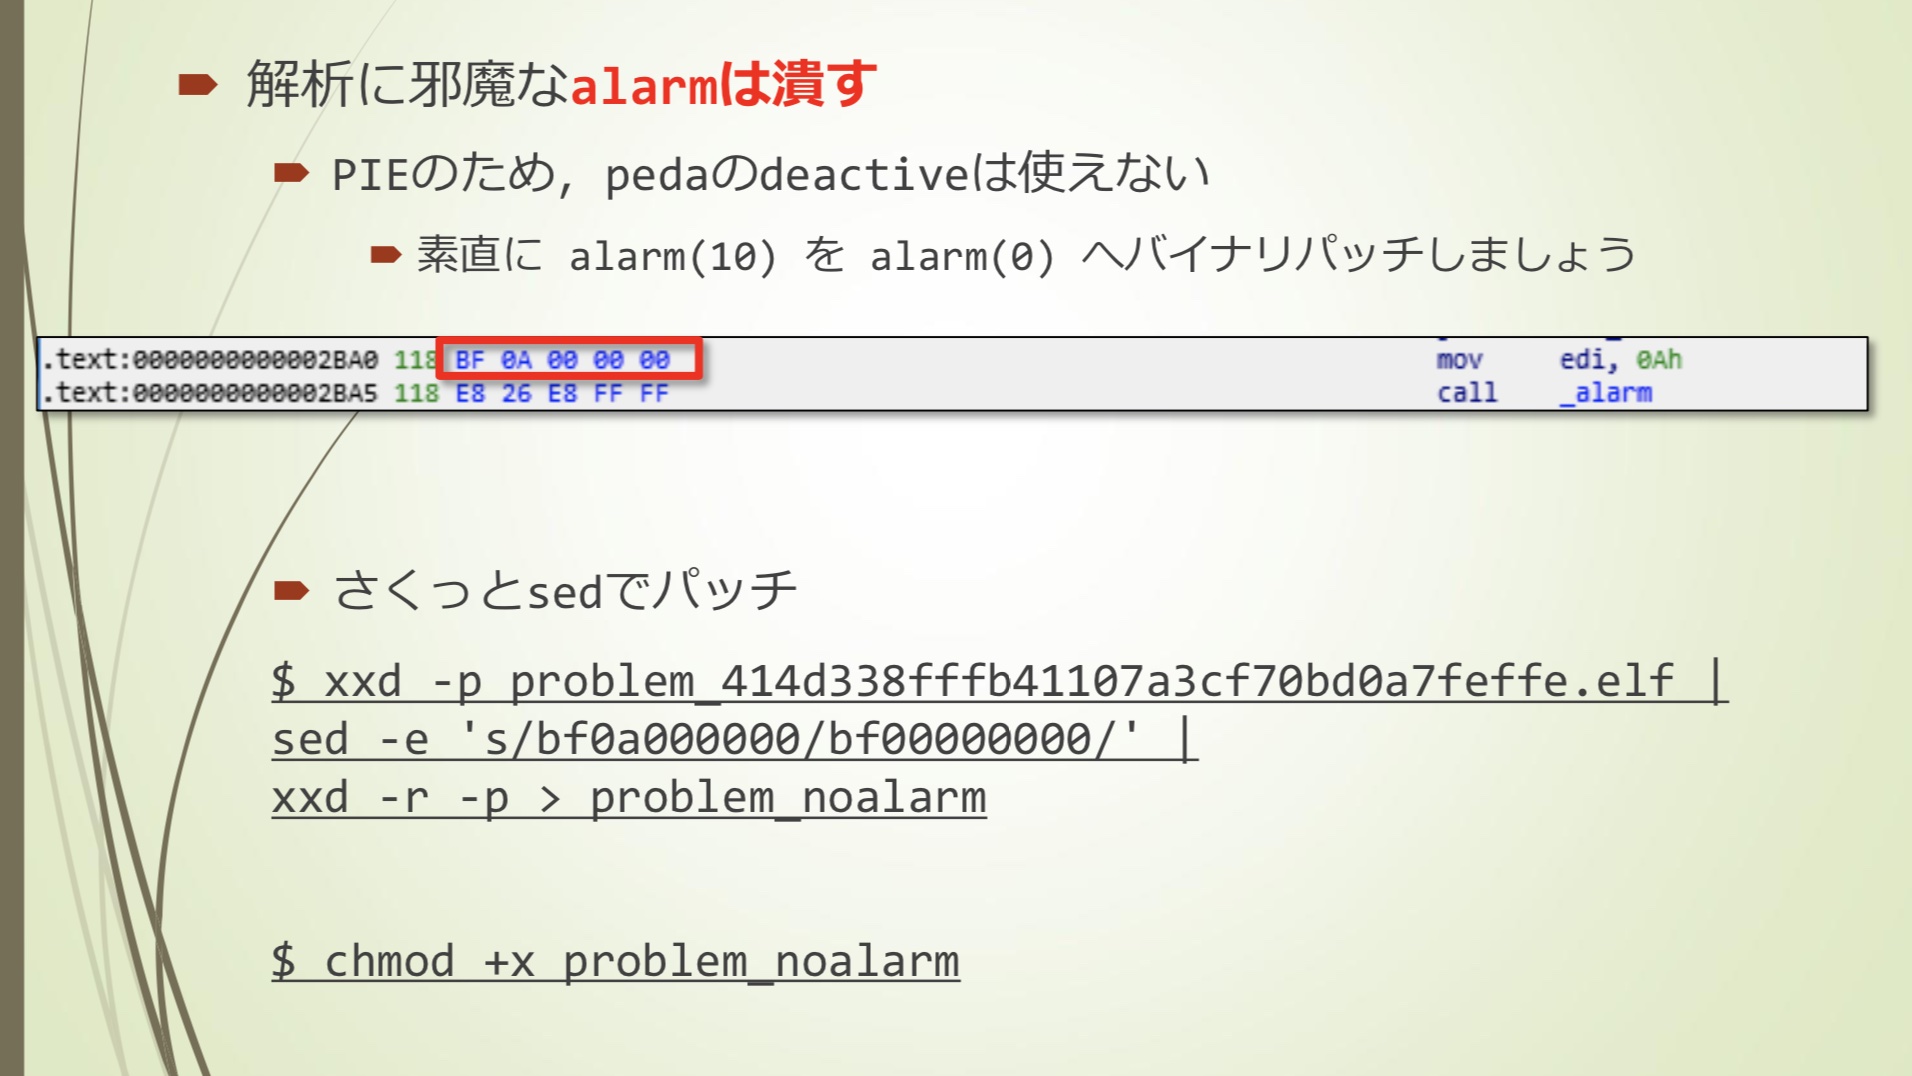 解析に邪魔なalarmは潰す
PIEのため, pedaのdeactiveは使えない
素直に alarm(10) を alarm(0) へバイナリパッチしましょう
.text:0000000000002BA0 118 BF 0A 00 00 00 mov edi, 0Ah
.text:0000000000002BA5 118 E8 26 E8 FF FF call _alarm
さくっとsedでパッチ
$ xxd -p problem_414d338fffb41107a3cf70bd0a7feffe.elf |
sed -e 's/bf0a000000/bf00000000/' |
xxd -r -p > problem_noalarm
$ chmod +x problem_noalarm